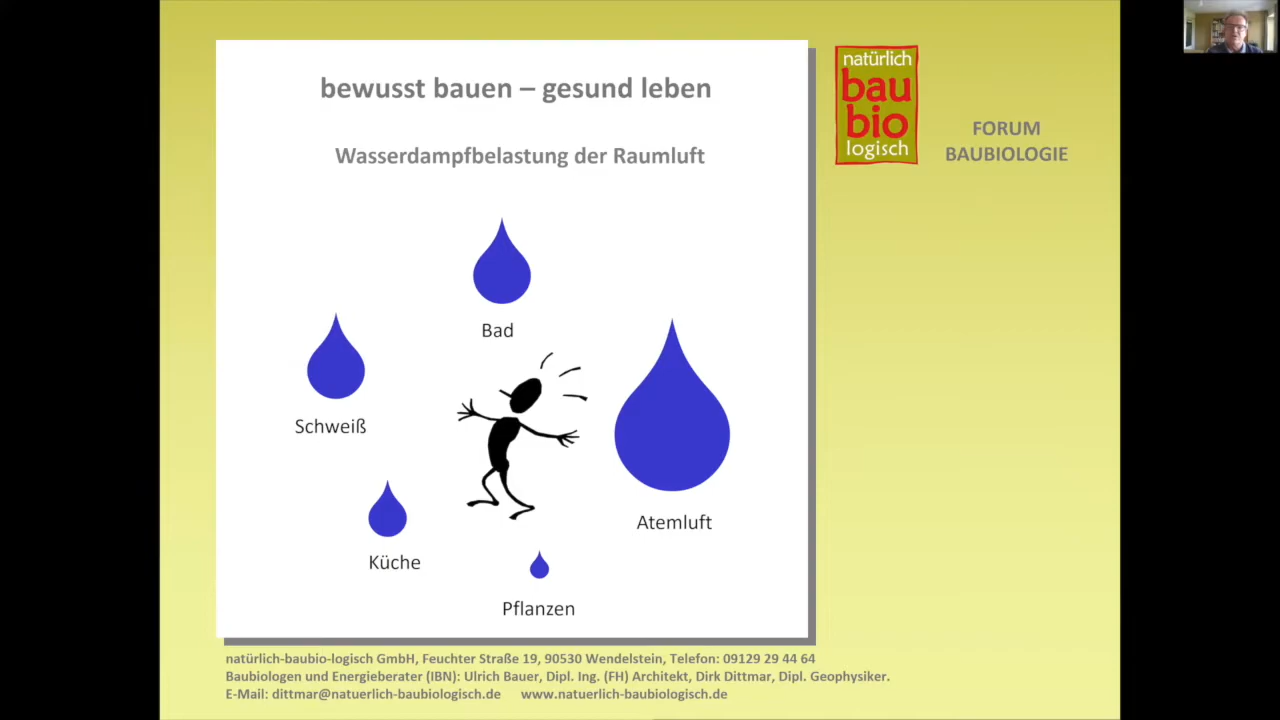 bewusst bauen – gesund leben
Wasserdampfbelastung der Raumluft
Bad
Schweiß
Küche
Atemluft
Pflanzen
natürlich
bau
bio
logisch
FORUM
BAUBIOLOGIE
natürlich-baubio-logisch GmbH, Feuchter Straße 19, 90530 Wendelstein, Telefon: 09129 29 44 64
Baubiologen und Energieberater (IBN): Ulrich Bauer, Dipl. Ing. (FH) Architekt, Dirk Dittmar, Dipl. Geophysiker.
E-Mail: dittmar@natuerlich-baubiologisch.de www.natuerlich-baubiologisch.de